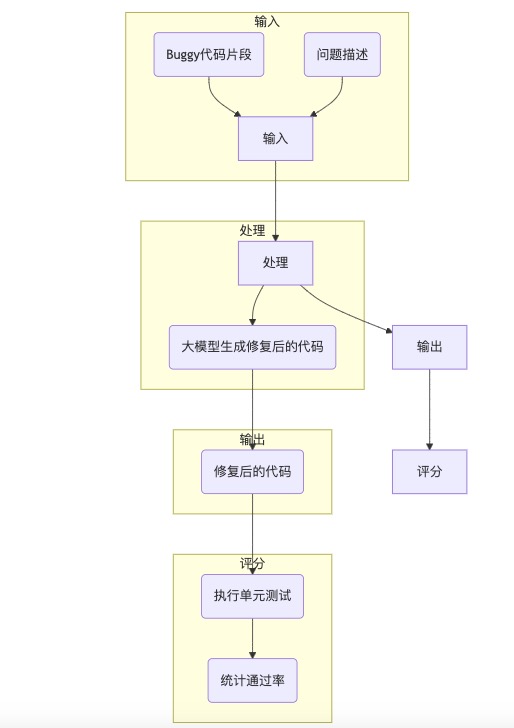 输入
Buggy代码片段
问题描述
输入
处理
处理
大模型生成修复后的代码
输出
输出
修复后的代码
评分
评分
执行单元测试
统计通过率